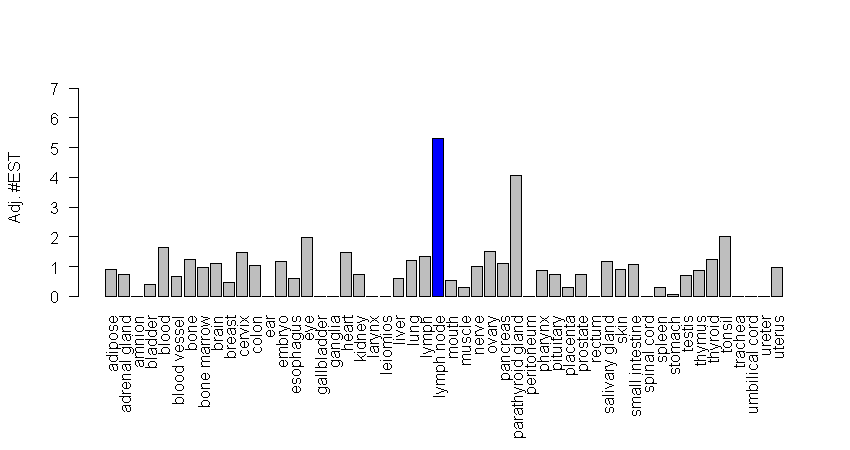 Adj. #EST
7
6
5
4
3
2
1
0
adipose
adrenal gland
amnion
bladder
blood
blood vessel
bone
bone marrow
brain
breast
cervix
colon
ear
embryo
esophagus
eye
gallbladder
ganglia
heart
kidney
larynx
leiomios
liver
lung
lymph
lymph node
mouth
muscle
nerve
ovary
pancreas
parathyroid gland
peritoneum
pharynx
pituitary
placenta
prostate
rectum
salivary gland
skin
small intestine
spinal cord
spleen
stomach
testis
thymus
thyroid
tonsil
trachea
umbilical cord
ureter
uterus